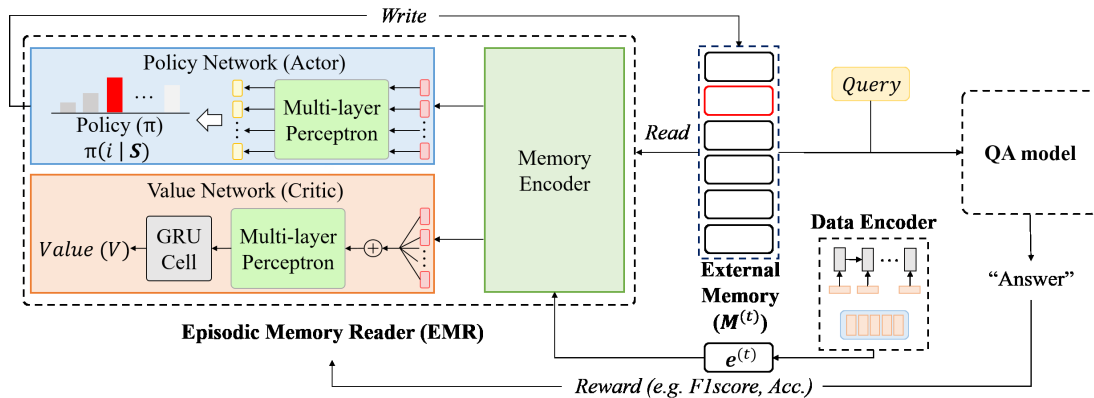 Write
Policy Network (Actor)
Multi-layer
Perceptron
...
Policy (π)
π(i | S)
Value Network (Critic)
Multi-layer
Perceptron
GRU
Cell
Value (V)
+
Memory
Encoder
Episodic Memory Reader (EMR)
Read
External
Memory
(M^(t))
Query
QA model
Data Encoder
...
e^(t)
"Answer"
Reward (e.g. F1score, Acc.)